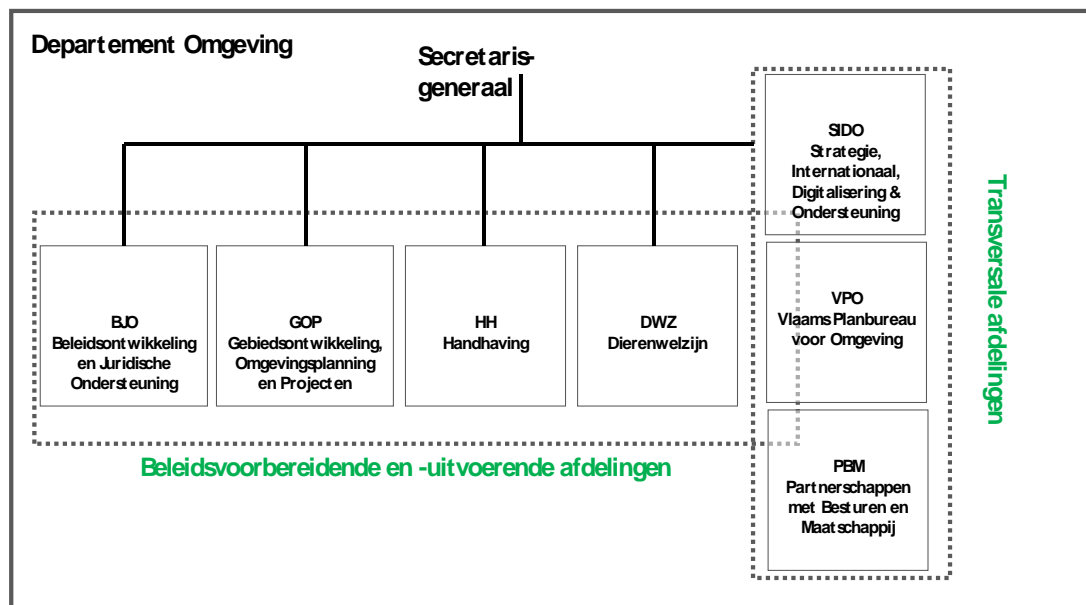 Departement Omgeving
Secretaris-
generaal
SIDO
Strategie,
Internationaal,
Digitalisering &
Ondersteuning
BJO
Beleidsontwikkeling
en Juridische
Ondersteuning
GOP
Gebiedsontwikkeling,
Omgevingsplanning
en Projecten
HH
Handhaving
DWZ
Dierenwelzijn
VPO
Vlaams Planbureau
voor Omgeving
Beleidsvoorbereidende en -uitvoerende afdelingen
PBM
Partnerschappen
met Besturen en
Maatschappij
Transversale afdelingen